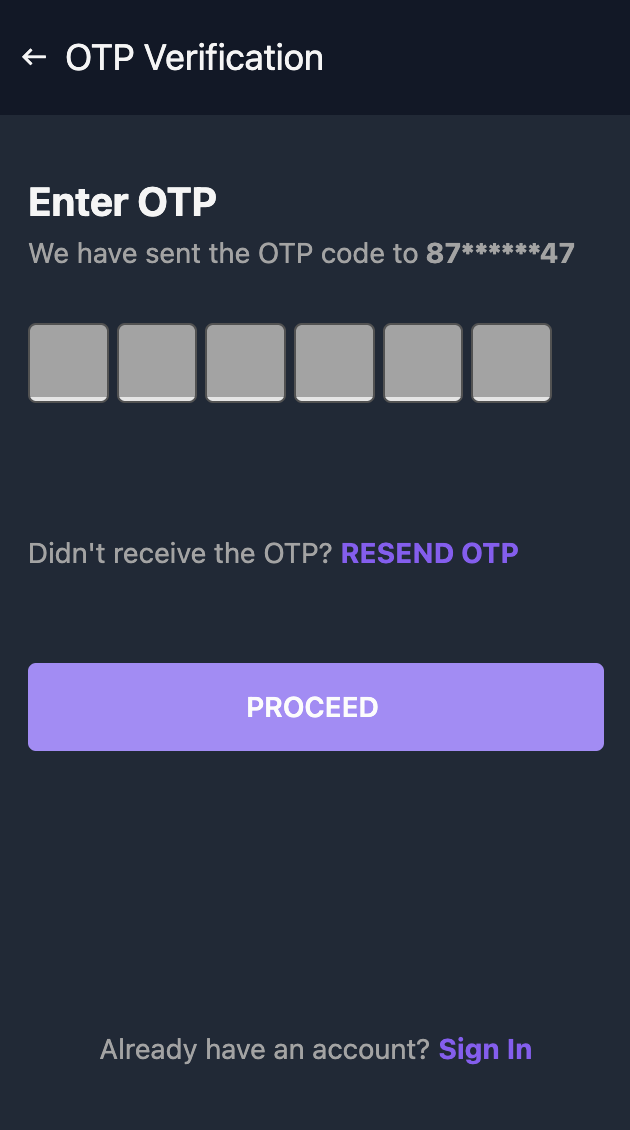 ← OTP Verification
Enter OTP
We have sent the OTP code to 87******47
Didn't receive the OTP? RESEND OTP
PROCEED
Already have an account? Sign In